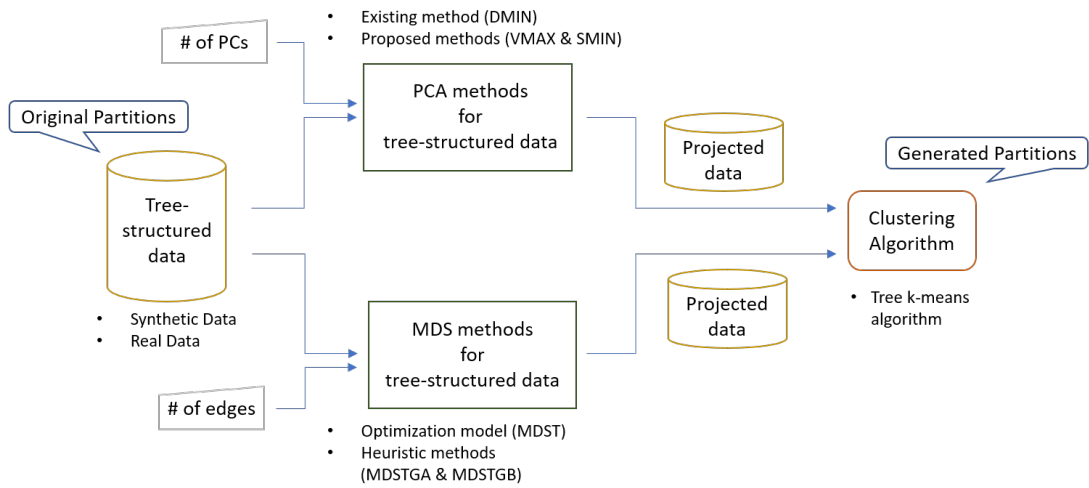 • Existing method (DMIN)
• Proposed methods (VMAX & SMIN)
# of PCs
Original Partitions
PCA methods
for
tree-structured data
Projected
data
Generated Partitions
Tree-
structured
data
Clustering
Algorithm
• Synthetic Data
• Real Data
MDS methods
for
tree-structured data
Projected
data
• Tree k-means
algorithm
# of edges
• Optimization model (MDST)
• Heuristic methods
(MDSTGA & MDSTGB)